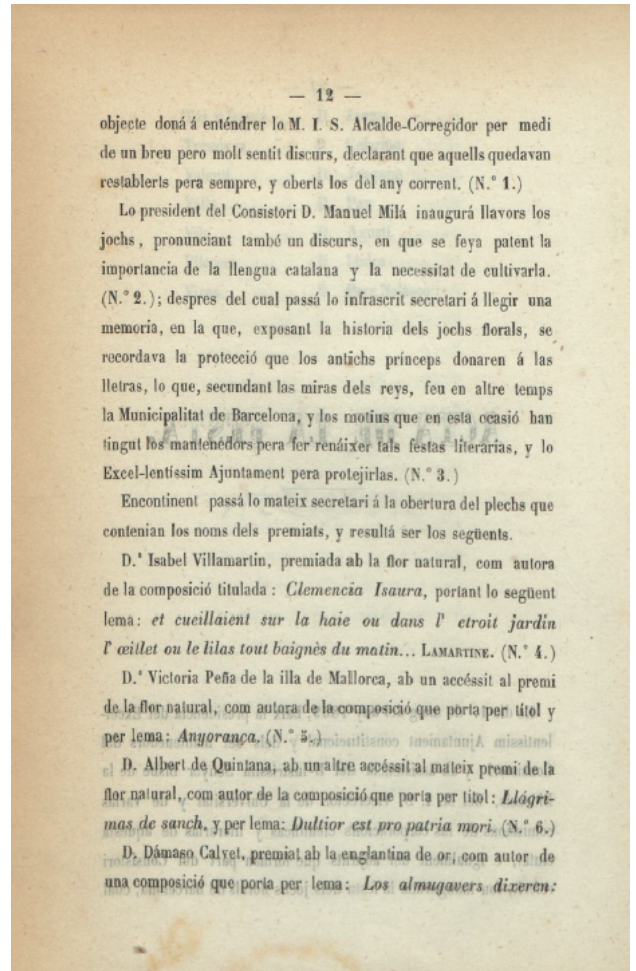 — 12 —
objecte doná á enténdrer lo M. I. S. Alcalde-Corregidor per medi
de un breu pero molt sentit discurs, declarant que aquells quedavan
restablerts pera sempre, y oberts los del any corrent. (N.° 1.)
Lo president del Consistori D. Manuel Milá inaugurá llavors los
jochs, pronunciant també un discurs, en que se feya patent la
importancia de la llengua catalana y la necessitat de cultivarla.
(N.° 2.); despres del cual passá lo infrascrit secretari á llegir una
memoria, en la que, exposant la historia dels jochs florals, se
recordava la protecció que los antichs prínceps donaren á las
lletras, lo que, secundant las miras dels reys, feu en altre temps
la Municipalitat de Barcelona, y los motius que en esta ocasió han
tingut los mantenedors pera fer renáixer tals festas literarias, y lo
Excel-lentíssim Ajuntament pera protejirlas. (N.° 3.)
Encontinent passá lo mateix secretari á la obertura del plechs que
contenian los noms dels premiats, y resultá ser los següents.
D.ª Isabel Villamartin, premiada ab la flor natural, com autora
de la composició titulada : Clemencia Isaura, portant lo següent
lema: et cueillaient sur la haie ou dans l' etroit jardin
l' œillet ou le lilas tout baignès du matin... LAMARTINE. (N.° 4.)
D.ª Victoria Peña de la illa de Mallorca, ab un accéssit al premi
de la flor natural, com autora de la composició que porta per títol y
per lema: Anyorança. (N.° 5.)
D. Albert de Quintana, ab un altre accéssit al mateix premi de la
flor natural, com autor de la composició que porta per titol : Llágri-
mas de sanch, y per lema: Dultior est pro patria mori. (N.° 6.)
D. Dámaso Calvet, premiat ab la englantina de or, com autor de
una composició que porta per lema: Los almugavers dixeren: